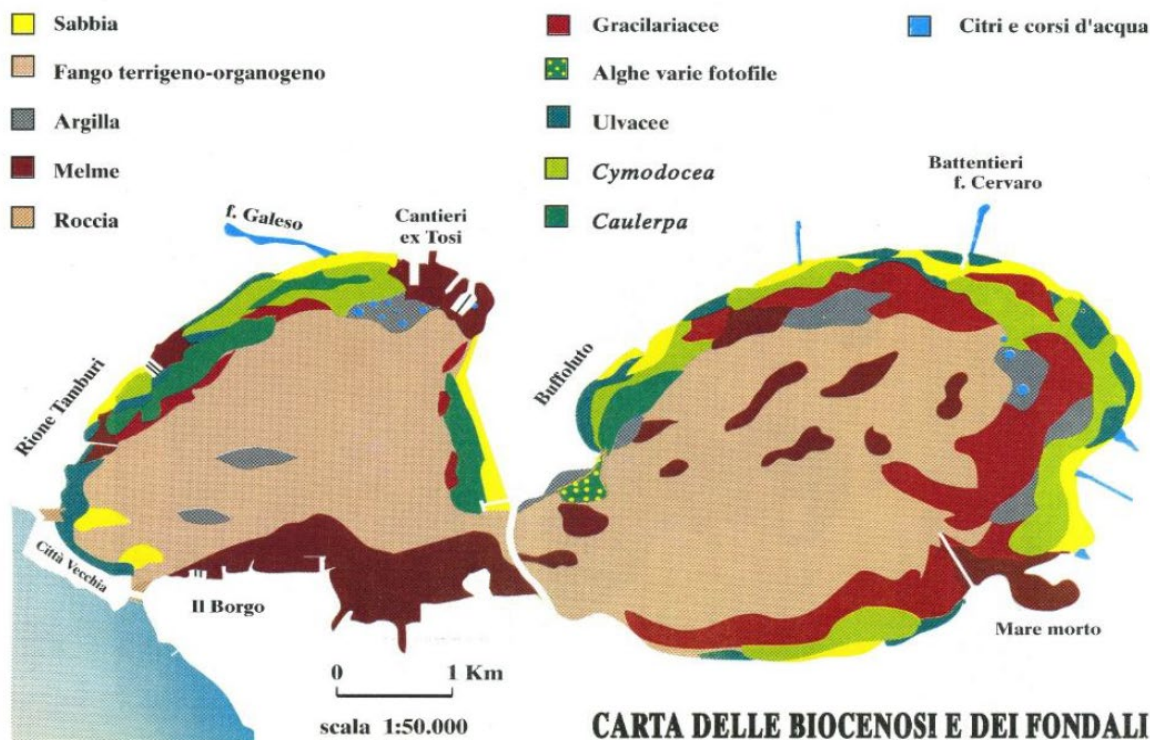 Sabbia
Fango terrigeno-organogeno
Argilla
Melme
Roccia
Gracilariacee
Alghe varie fotofile
Ulvacee
Cymodocea
Caulerpa
Citri e corsi d'acqua
f. Galeso
Cantieri
ex Tosi
Battentieri
f. Cervaro
Rione Tamburi
Buffoluto
Città Vecchia
Il Borgo
Mare morto
0 1 Km
scala 1:50.000
CARTA DELLE BIOCENOSI E DEI FONDALI